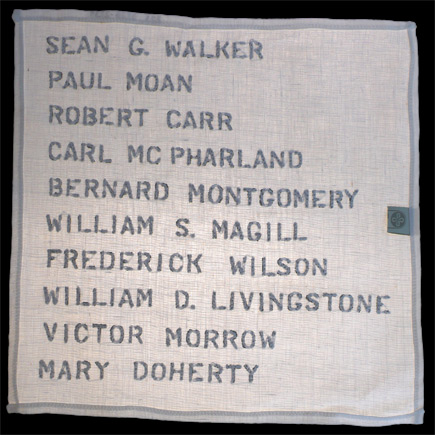 SEAN G. WALKER
PAUL MOAN
ROBERT CARR
CARL MC PHARLAND
BERNARD MONTGOMERY
WILLIAM S. MAGILL
FREDERICK WILSON
WILLIAM D. LIVINGSTONE
VICTOR MORROW
MARY DOHERTY